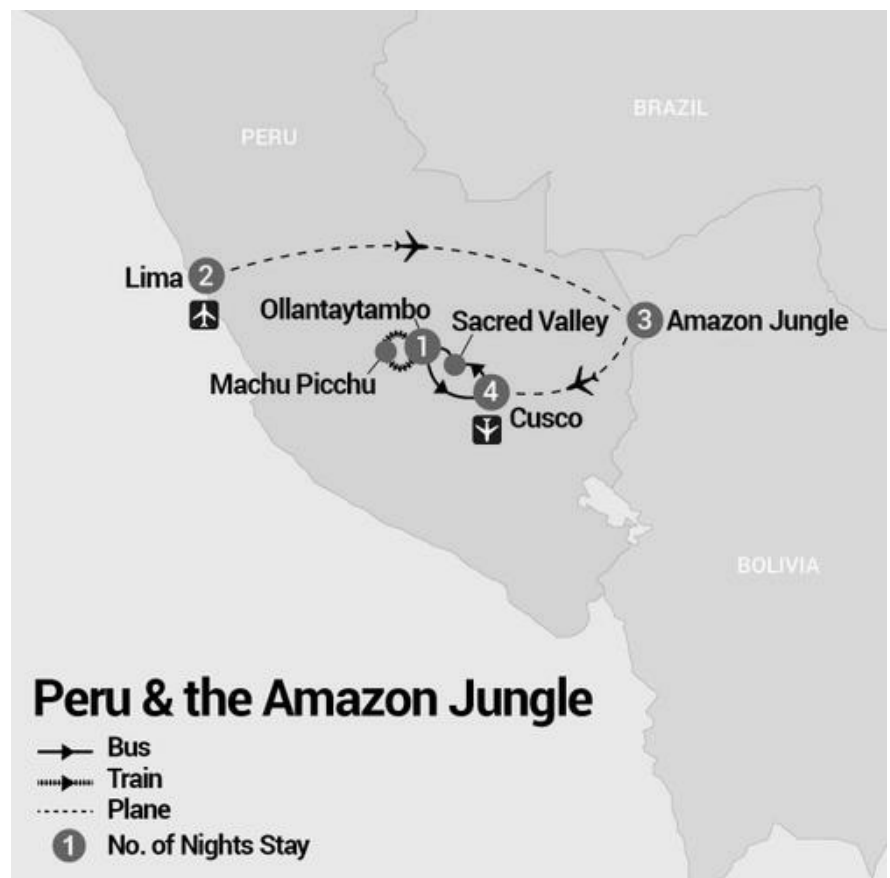 BRAZIL
PERU
Lima 2
Ollantaytambo
Sacred Valley
3 Amazon Jungle
1
Machu Picchu
4
Cusco
BOLIVIA
Peru & the Amazon Jungle
Bus
Train
Plane
1 No. of Nights Stay